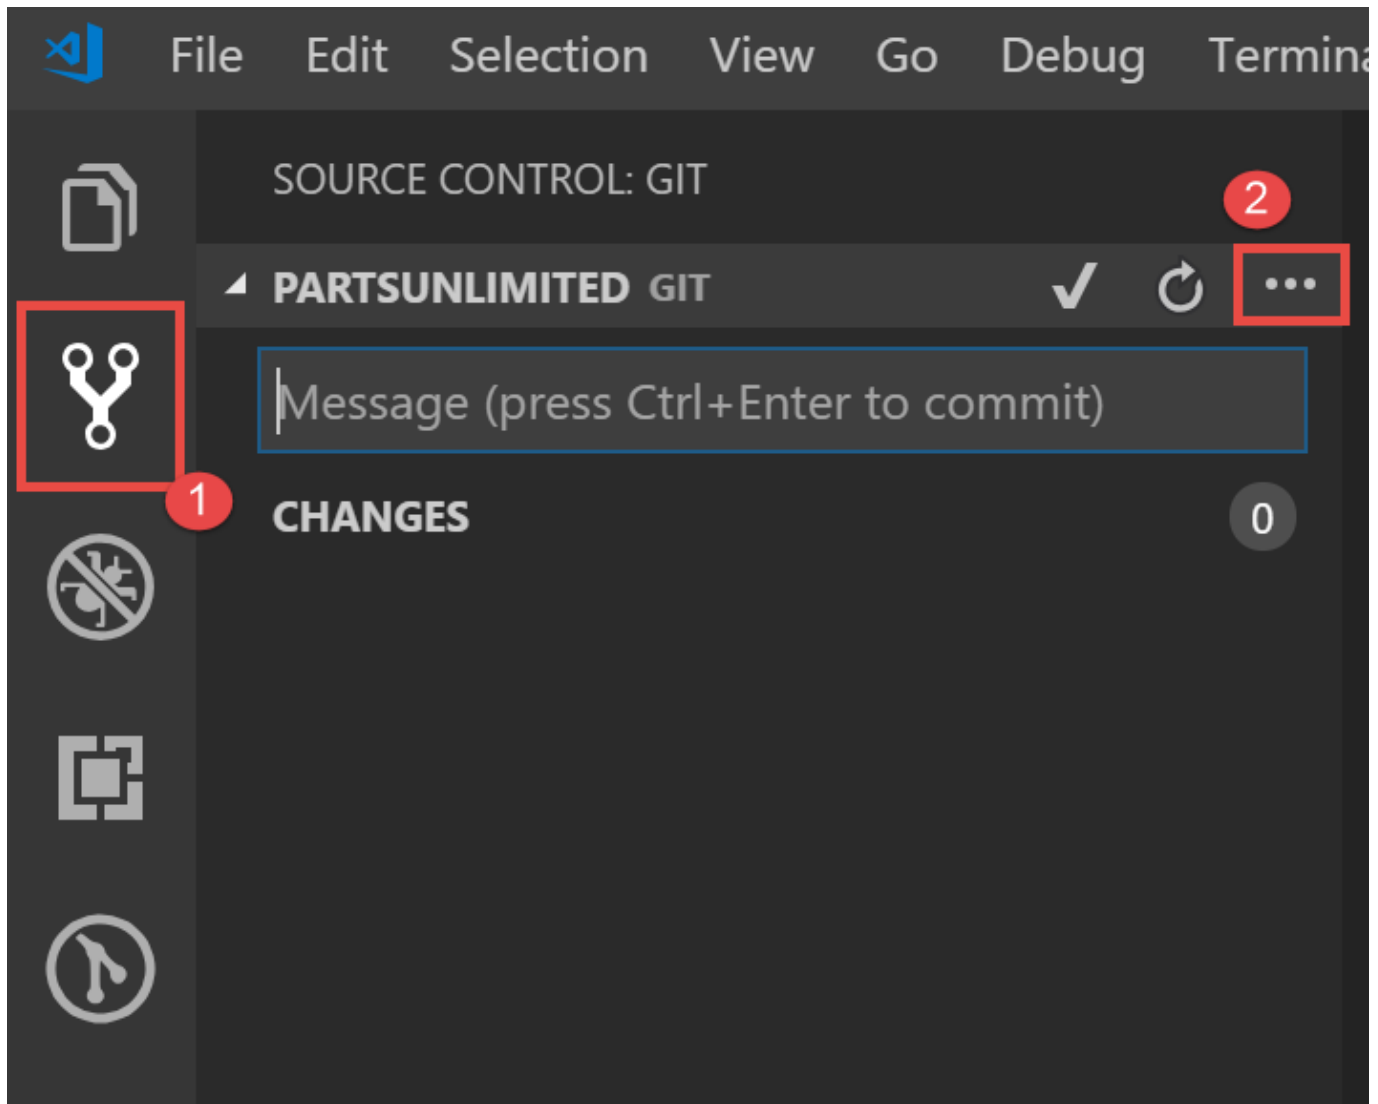 File Edit Selection View Go Debug Termina
SOURCE CONTROL: GIT
2
PARTSUNLIMITED GIT
Message (press Ctrl+Enter to commit)
1
CHANGES 0